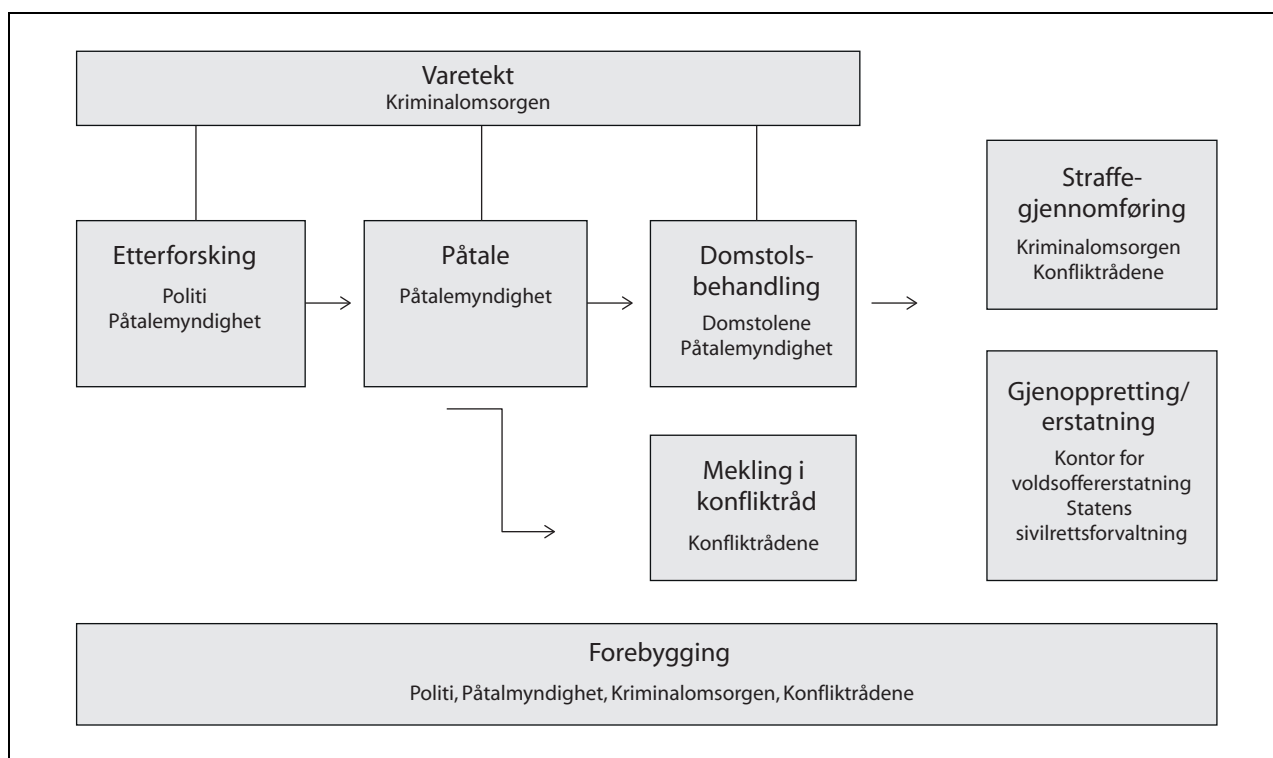 Varetekt
Kriminalomsorgen
Etterforsking
Politi
Påtalemyndighet
Påtale
Påtalemyndighet
Domstols-
behandling
Domstolene
Påtalemyndighet
Straffe-
gjennomføring
Kriminalomsorgen
Konfliktrådene
Mekling i
konfliktråd
Konfliktrådene
Gjenoppretting/
erstatning
Kontor for
voldsoffererstatning
Statens
sivilrettsforvaltning
Forebygging
Politi, Påtalmyndighet, Kriminalomsorgen, Konfliktrådene